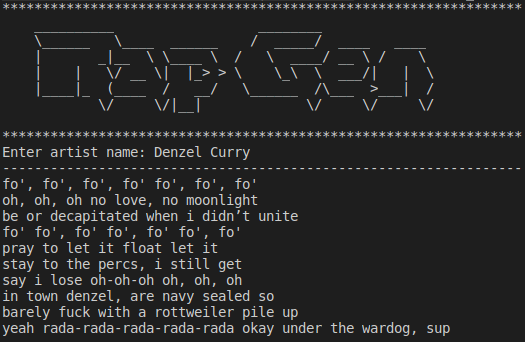 *****************************************************************
Rap Gen
*****************************************************************
Enter artist name: Denzel Curry
-----------------------------------------------------------------
fo', fo', fo', fo', fo', fo', fo'
oh, oh, oh no love, no moonlight
be or decapitated when i didn’t unite
fo' fo', fo' fo', fo' fo', fo'
pray to let it float let it
stay to the percs, i still get
say i lose oh-oh-oh oh, oh, oh
in town denzel, are navy sealed so
barely fuck with a rottweiler pile up
yeah rada-rada-rada-rada-rada okay under the wardog, sup